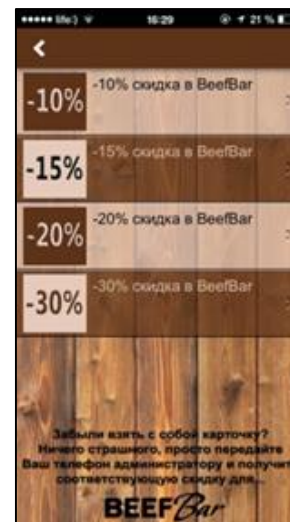 life:) 16:29 21 %
-10% -10% скидка в BeefBar
-15% -15% скидка в BeefBar
-20% -20% скидка в BeefBar
-30% -30% скидка в BeefBar
Забыли взять с собой карточку?
Ничего страшного, просто передайте
Ваш телефон администратору и получит
соответствующую скидку для...
BEEF Bar